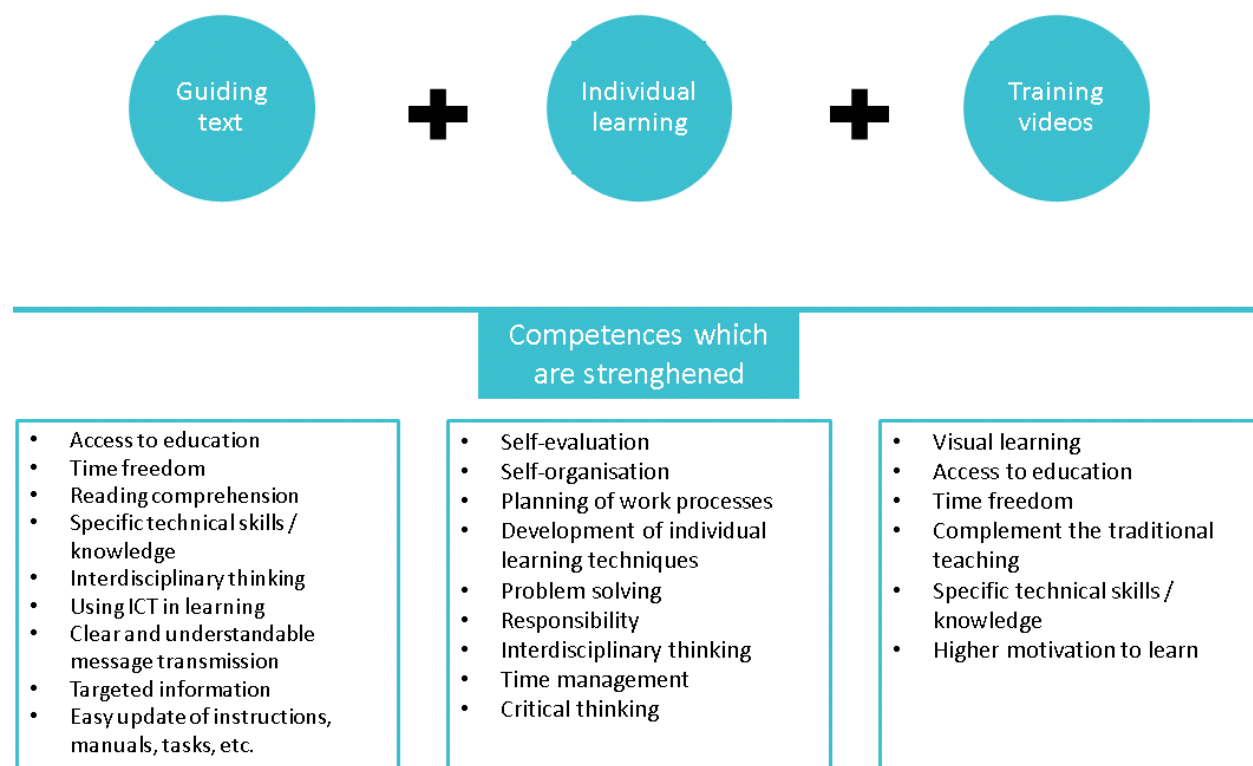 Guiding
text
Individual
learning
Training
videos
Competences which
are strenghened
• Access to education
• Time freedom
• Reading comprehension
• Specific technical skills /
knowledge
• Interdisciplinary thinking
• Using ICT in learning
• Clear and understandable
message transmission
• Targeted information
• Easy update of instructions,
manuals, tasks, etc.
• Self-evaluation
• Self-organisation
• Planning of work processes
• Development of individual
learning techniques
• Problem solving
• Responsibility
• Interdisciplinary thinking
• Time management
• Critical thinking
• Visual learning
• Access to education
• Time freedom
• Complement the traditional
teaching
• Specific technical skills /
knowledge
• Higher motivation to learn